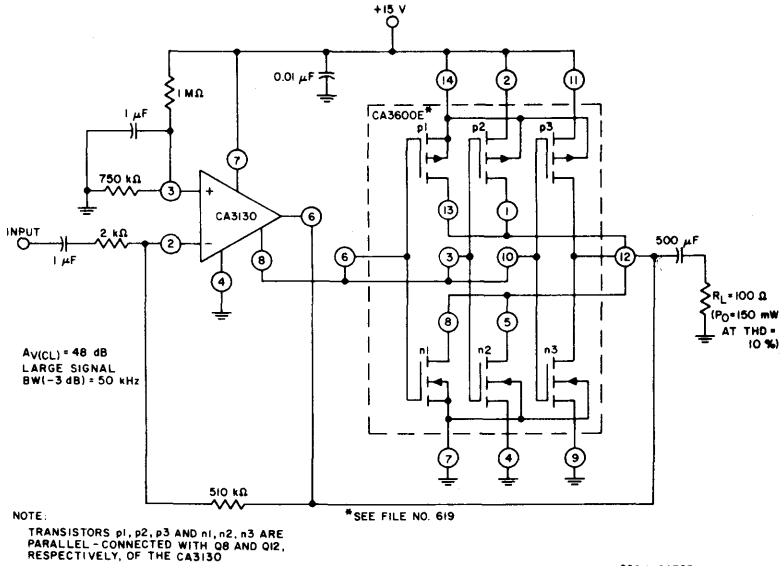 +15 V
0.01 µF
1 MΩ
1 µF
750 kΩ
3
+
7
CA3130
6
INPUT
1 µF
2 kΩ
2
–
4
8
14
2
11
CA3600E*
p1
p2
p3
13
1
6
3
10
12
500 µF
8
5
n1
n2
n3
7
4
9
RL=100 Ω
(PO=150 mW
AT THD=
10 %)
AV(CL) = 48 dB
LARGE SIGNAL
BW(-3 dB) = 50 kHz
510 kΩ
*SEE FILE NO. 619
NOTE:
TRANSISTORS p1, p2, p3 AND n1, n2, n3 ARE
PARALLEL-CONNECTED WITH Q8 AND Q12,
RESPECTIVELY, OF THE CA3130